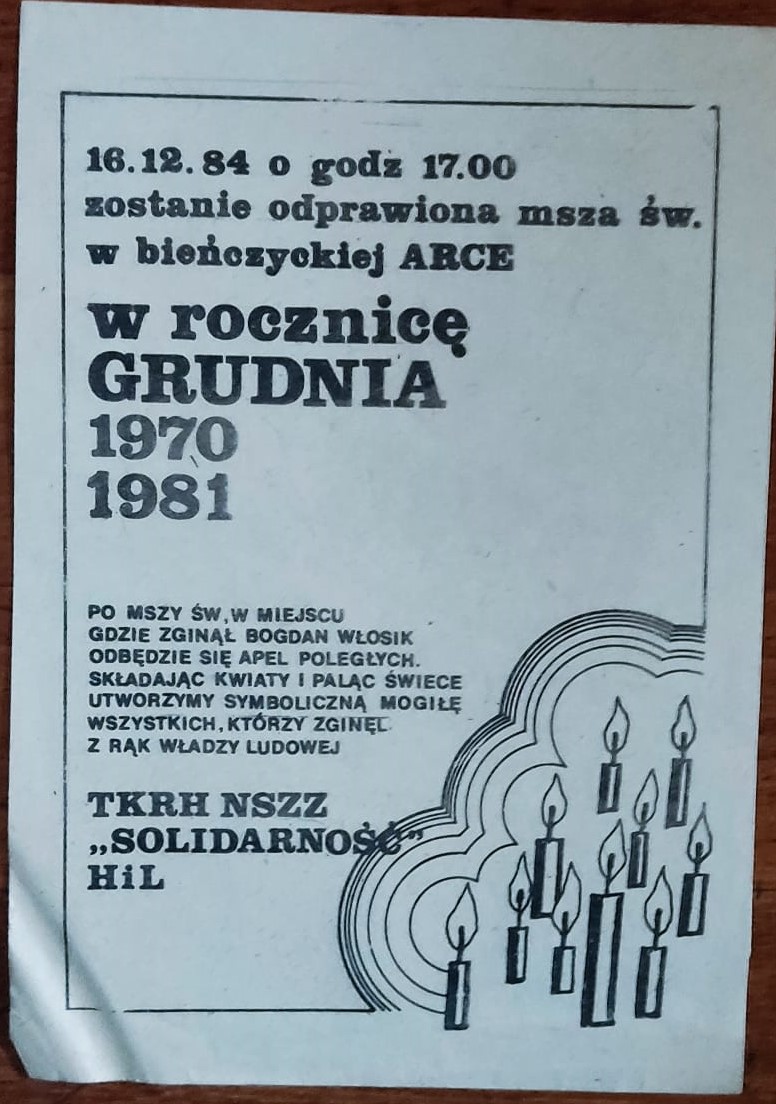 16.12.84 o godz 17.00
zostanie odprawiona msza św.
w bieńczyckiej ARCE
w rocznicę
GRUDNIA
1970
1981
PO MSZY ŚW, W MIEJSCU
GDZIE ZGINĄŁ BOGDAN WŁOSIK
ODBĘDZIE SIĘ APEL POLEGŁYCH.
SKŁADAJĄC KWIATY I PALĄC ŚWIECE
UTWORZYMY SYMBOLICZNĄ MOGIŁĘ
WSZYSTKICH, KTÓRZY ZGINĘL
Z RĄK WŁADZY LUDOWEJ
TKRH NSZZ
„SOLIDARNOŚĆ”
HiL